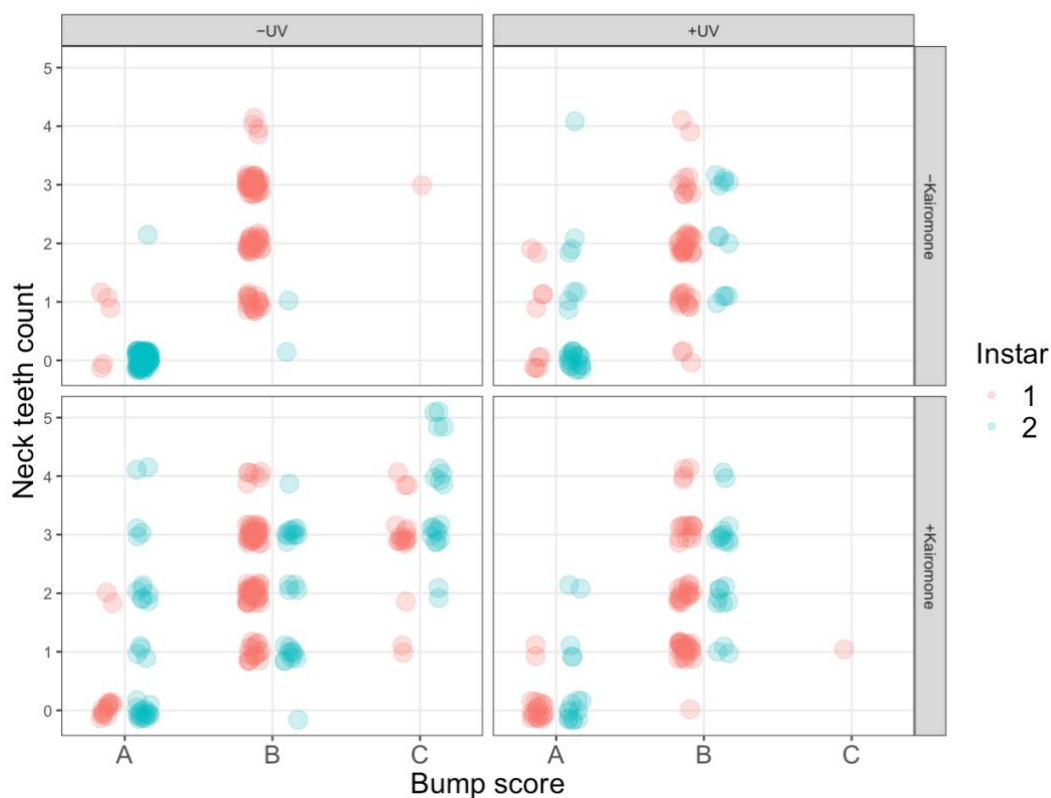 −UV
+UV
5
4
3
2
1
0
−Kairomone
5
4
3
2
1
0
+Kairomone
Neck teeth count
A
B
C
A
B
C
Bump score
Instar
1
2